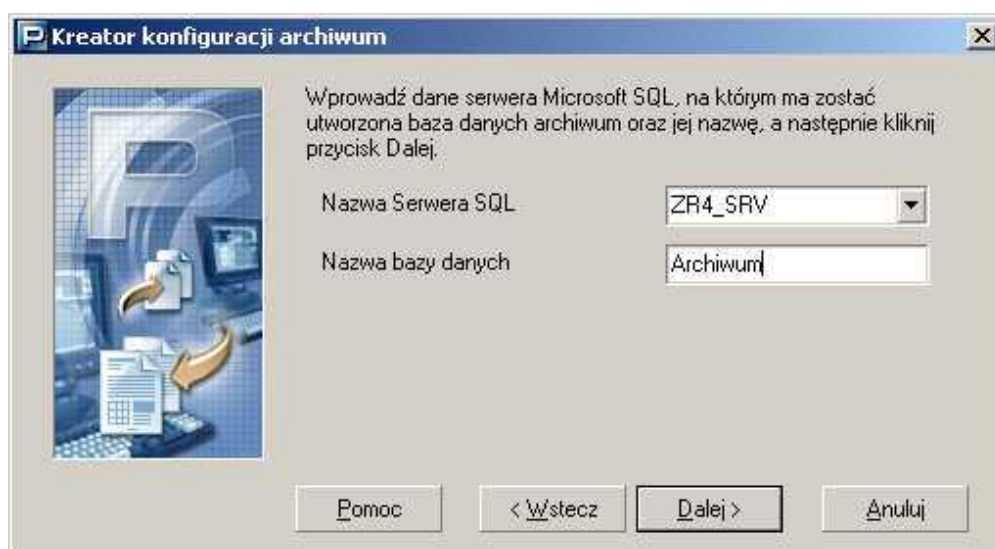 Kreator konfiguracji archiwum
Wprowadź dane serwera Microsoft SQL, na którym ma zostać
utworzona baza danych archiwum oraz jej nazwę, a następnie kliknij
przycisk Dalej.
Nazwa Serwera SQL ZR4_SRV
Nazwa bazy danych Archiwum
Pomoc < Wstecz Dalej > Anuluj